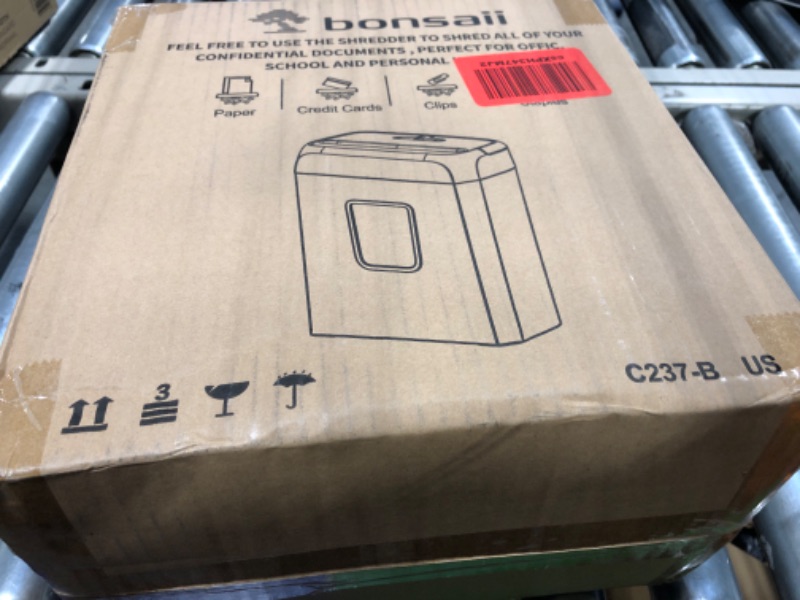 bonsaii
FEEL FREE TO USE THE SHREDDER TO SHRED ALL OF YOUR
CONFIDENTIAL DOCUMENTS , PERFECT FOR OFFIC
SCHOOL AND PERSONAL
Paper
Credit Cards
Clips
Staples
3
C237-B US